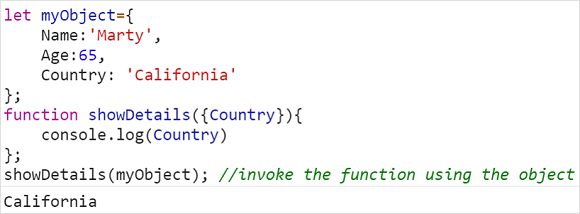 let myObject={
    Name:'Marty',
    Age:65,
    Country: 'California'
};
function showDetails({Country}){
    console.log(Country)
};
showDetails(myObject); //invoke the function using the object
California